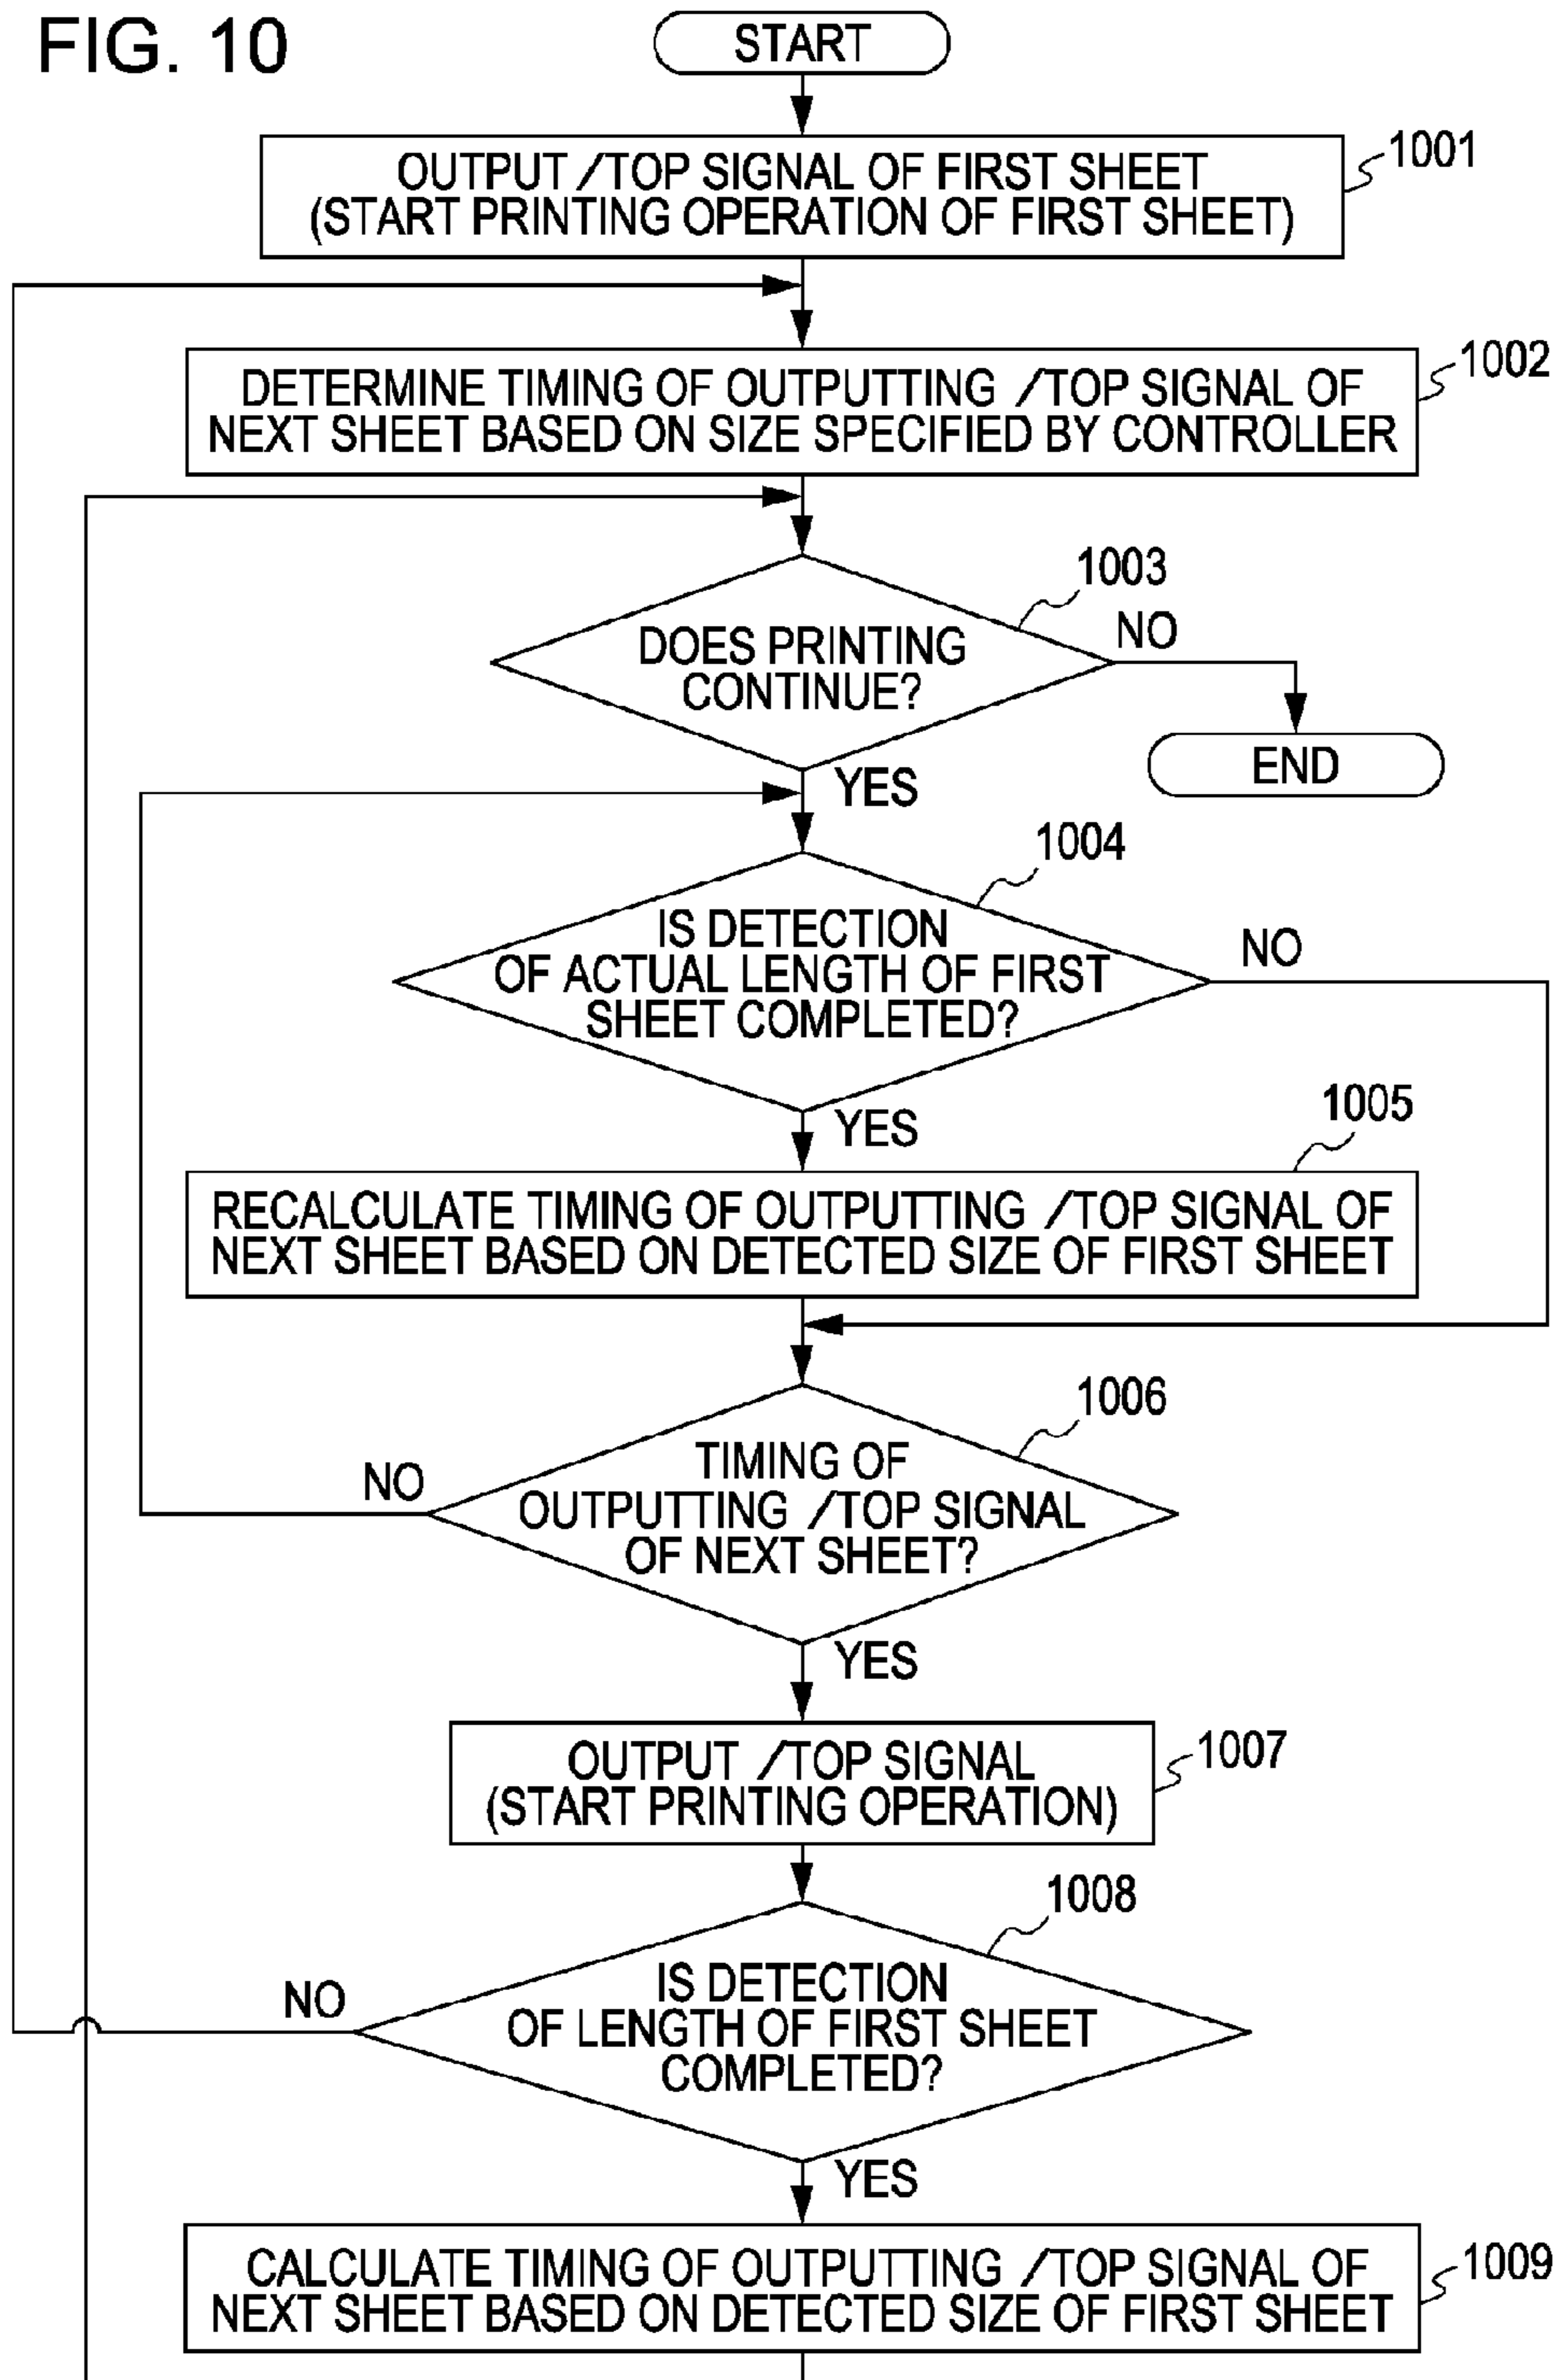 FIG. 10
START
OUTPUT /TOP SIGNAL OF FIRST SHEET
(START PRINTING OPERATION OF FIRST SHEET)
1001
DETERMINE TIMING OF OUTPUTTING /TOP SIGNAL OF
NEXT SHEET BASED ON SIZE SPECIFIED BY CONTROLLER
1002
DOES PRINTING
CONTINUE?
1003
NO
END
YES
IS DETECTION
OF ACTUAL LENGTH OF FIRST
SHEET COMPLETED?
1004
NO
YES
RECALCULATE TIMING OF OUTPUTTING /TOP SIGNAL OF
NEXT SHEET BASED ON DETECTED SIZE OF FIRST SHEET
1005
TIMING OF
OUTPUTTING /TOP SIGNAL
OF NEXT SHEET?
1006
NO
YES
OUTPUT /TOP SIGNAL
(START PRINTING OPERATION)
1007
IS DETECTION
OF LENGTH OF FIRST SHEET
COMPLETED?
1008
NO
YES
CALCULATE TIMING OF OUTPUTTING /TOP SIGNAL OF
NEXT SHEET BASED ON DETECTED SIZE OF FIRST SHEET
1009